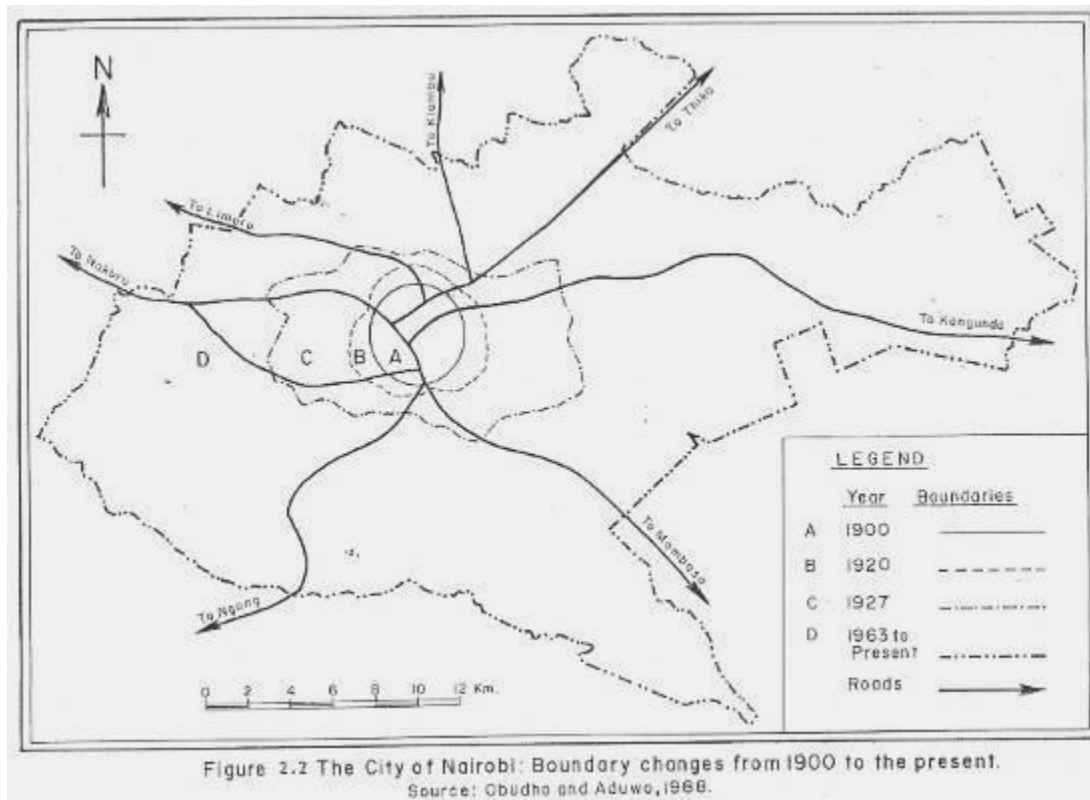 N
To Kiambu
To Thika
To Limuru
To Nakuru
To Kangundo
D
C
B
A
To Mombasa
To Ngong
0 2 4 6 8 10 12 Km.
LEGEND
Year Boundaries
A 1900
B 1920
C 1927
D 1963 to
Present
Roads
Figure 2.2 The City of Nairobi: Boundary changes from 1900 to the present.
Source: Obudho and Aduwo, 1988.